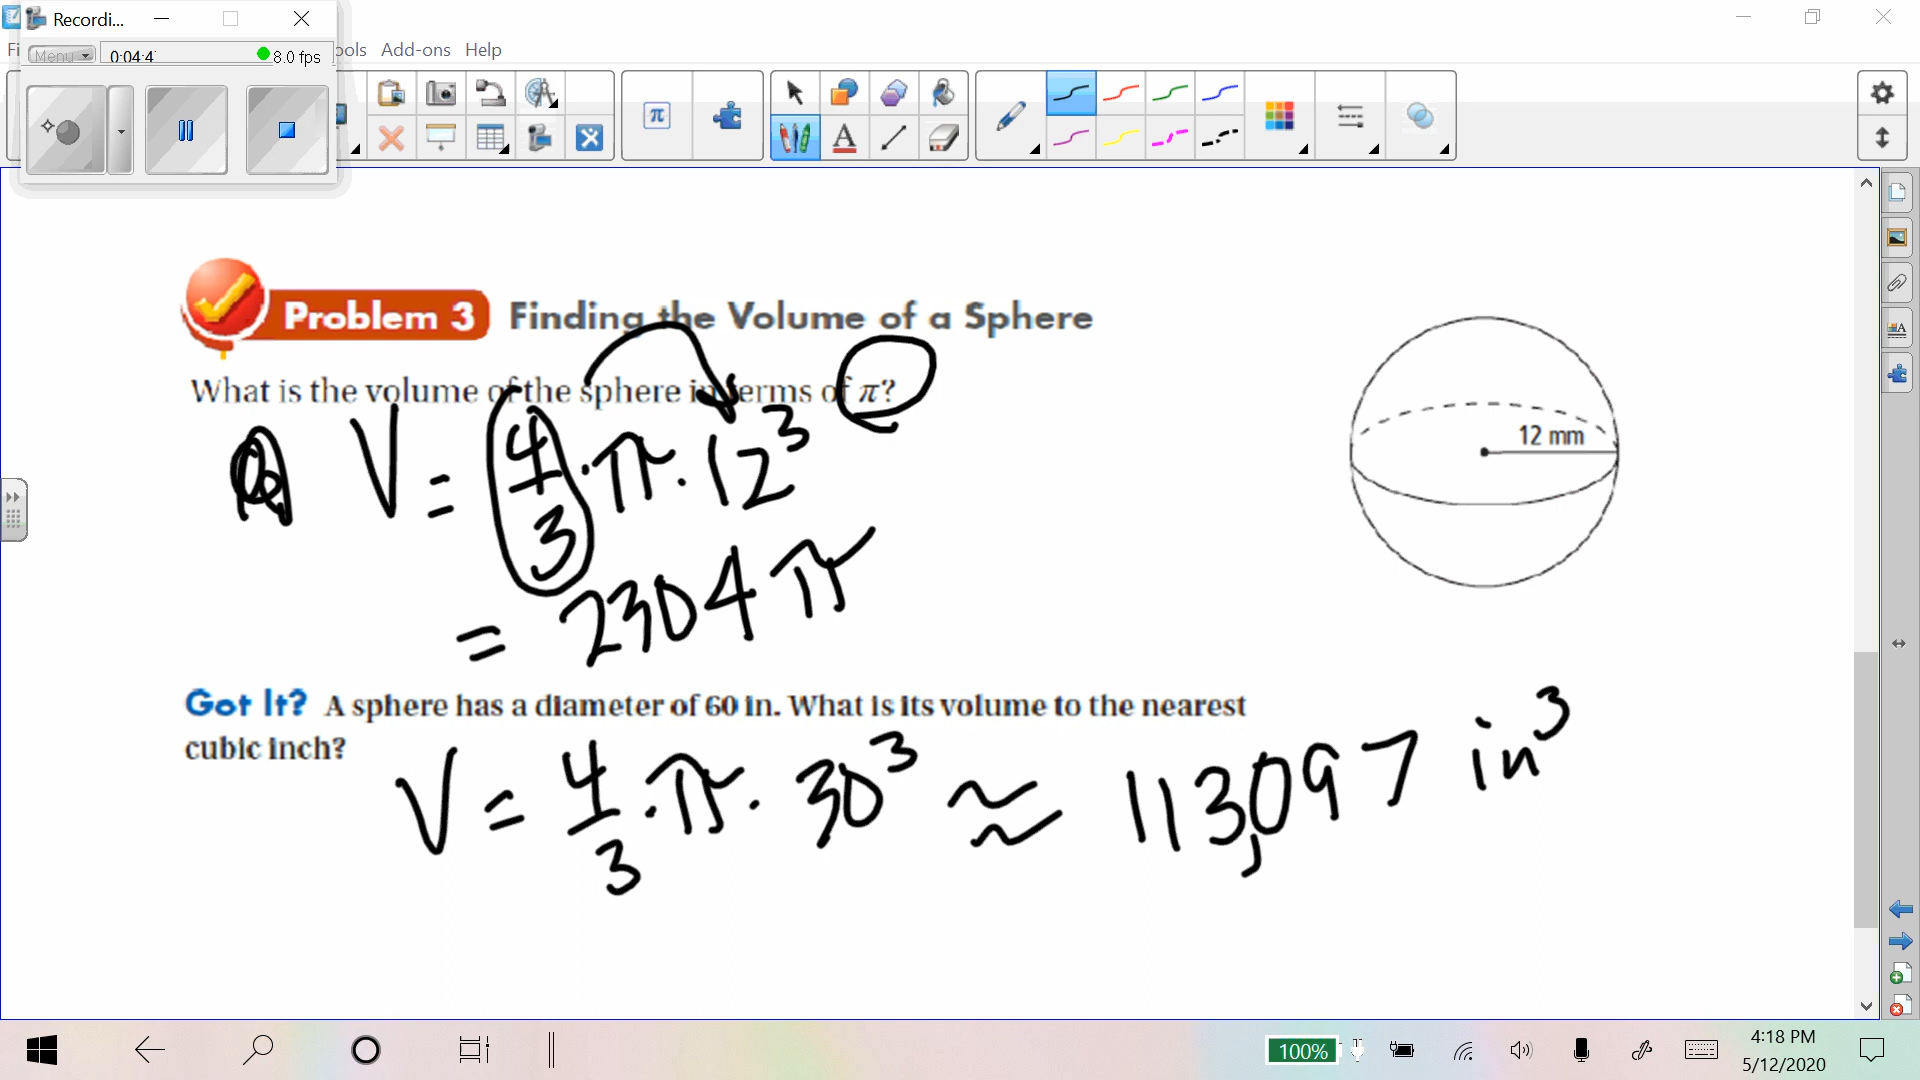 Recordi...
Menu
0:04:4
8.0 fps
Fi
ools Add-ons Help
π
A
Problem 3 Finding the Volume of a Sphere
What is the volume of the sphere in terms of π?
12 mm
V = 4/3 · π · 12³
= 2304 π
Got It? A sphere has a diameter of 60 in. What is its volume to the nearest
cubic inch?
V = 4/3 · π · 30³ ≈ 113,097 in³
100%
4:18 PM
5/12/2020